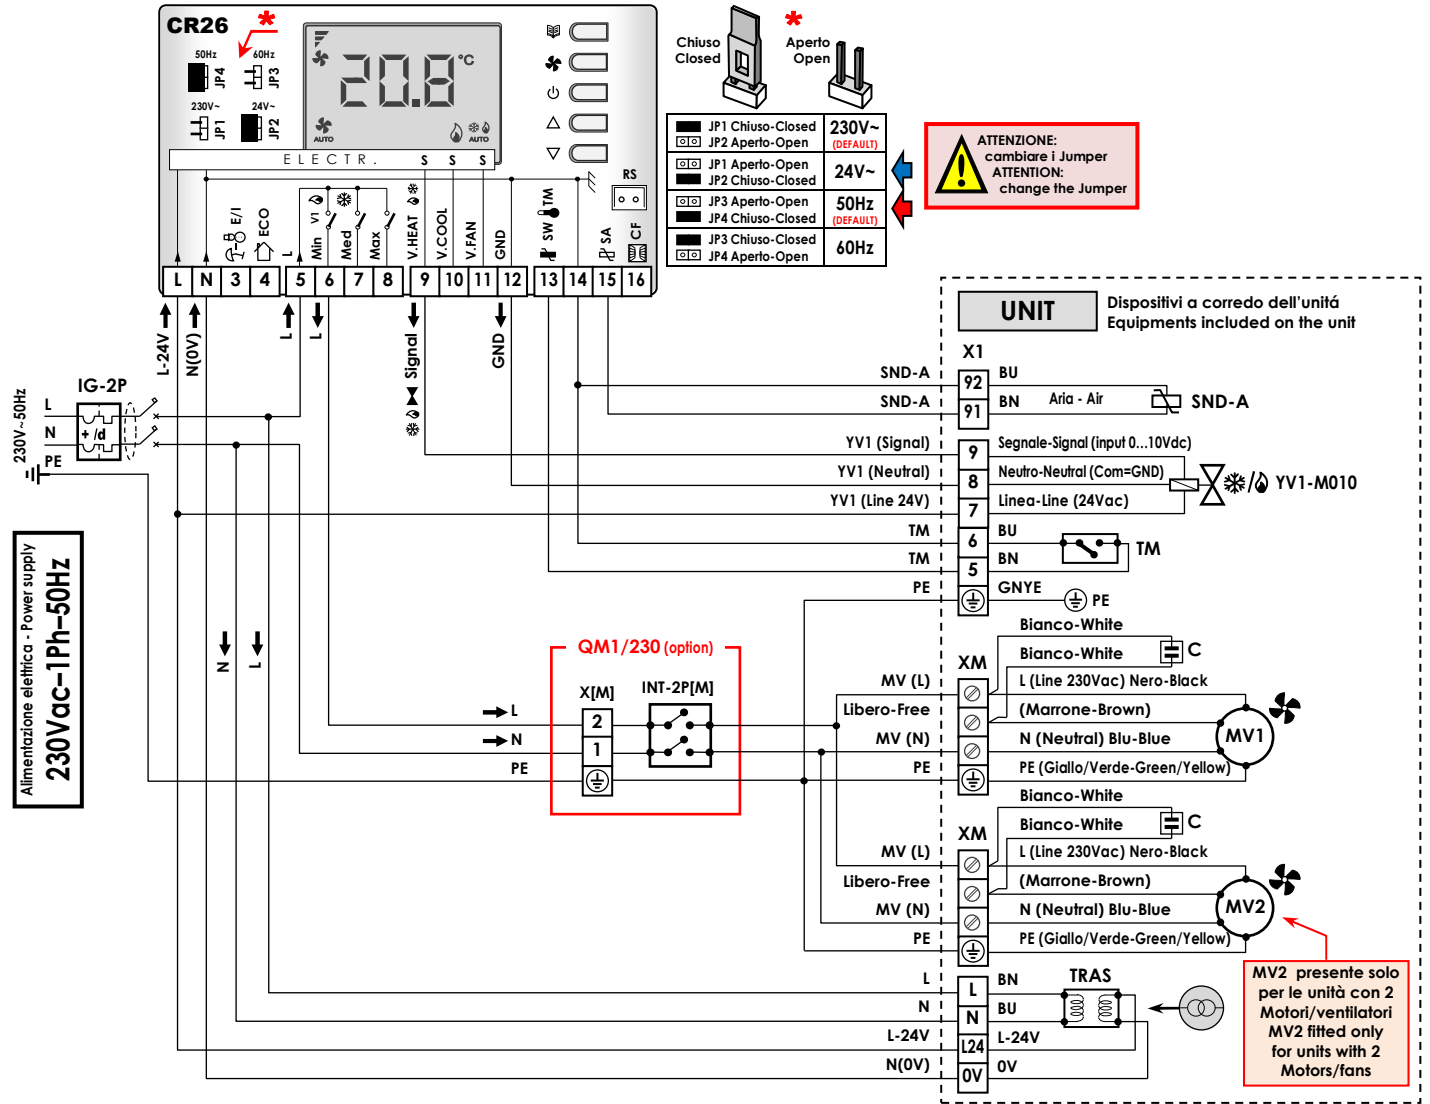 CR26
*
50Hz
60Hz
JP4
JP3
230V~
24V~
JP1
JP2
20.8
°C
AUTO
AUTO
ELECTR.
S S S
RS
E/I
ECO
L
Min
V1
Med
Max
V.HEAT
V.COOL
V.FAN
GND
SW
TM
SA
CF
L N 3 4 5 6 7 8 9 10 11 12 13 14 15 16
Chiuso
Closed
*
Aperto
Open
JP1 Chiuso-Closed
JP2 Aperto-Open
230V~
(DEFAULT)
JP1 Aperto-Open
JP2 Chiuso-Closed
24V~
JP3 Aperto-Open
JP4 Chiuso-Closed
50Hz
(DEFAULT)
JP3 Chiuso-Closed
JP4 Aperto-Open
60Hz
ATTENZIONE:
cambiare i Jumper
ATTENTION:
change the Jumper
L-24V
N(0V)
L
L
Signal
GND
IG-2P
230V~50Hz
L
N
PE
+ /d
Alimentazione elettrica - Power supply
230Vac–1Ph–50Hz
N
L
UNIT
Dispositivi a corredo dell'unitá
Equipments included on the unit
X1
SND-A 92 BU
SND-A 91 BN
Aria - Air
SND-A
YV1 (Signal) 9 Segnale-Signal (input 0...10Vdc)
YV1 (Neutral) 8 Neutro-Neutral (Com=GND)
YV1 (Line 24V) 7 Linea-Line (24Vac)
YV1-M010
TM 6 BU
TM 5 BN
TM
PE GNYE
PE
QM1/230 (option)
X[M]
INT-2P[M]
L 2
N 1
PE
XM
Bianco-White
Bianco-White
C
MV (L) L (Line 230Vac) Nero-Black
Libero-Free (Marrone-Brown)
MV (N) N (Neutral) Blu-Blue
PE PE (Giallo/Verde-Green/Yellow)
MV1
XM
Bianco-White
Bianco-White
C
MV (L) L (Line 230Vac) Nero-Black
Libero-Free (Marrone-Brown)
MV (N) N (Neutral) Blu-Blue
PE PE (Giallo/Verde-Green/Yellow)
MV2
L L BN
N N BU
L-24V L24 L-24V
N(0V) 0V 0V
TRAS
MV2 presente solo
per le unità con 2
Motori/ventilatori
MV2 fitted only
for units with 2
Motors/fans